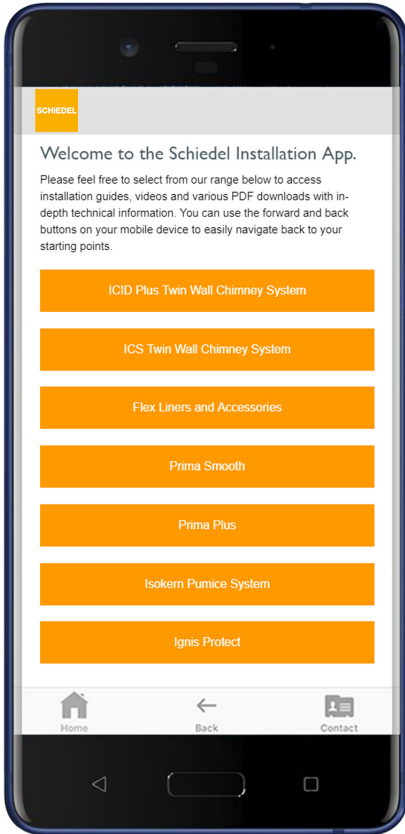 SCHIEDEL
Welcome to the Schiedel Installation App.
Please feel free to select from our range below to access
installation guides, videos and various PDF downloads with in-
depth technical information. You can use the forward and back
buttons on your mobile device to easily navigate back to your
starting points.
ICID Plus Twin Wall Chimney System
ICS Twin Wall Chimney System
Flex Liners and Accessories
Prima Smooth
Prima Plus
Isokern Pumice System
Ignis Protect
Home
Back
Contact